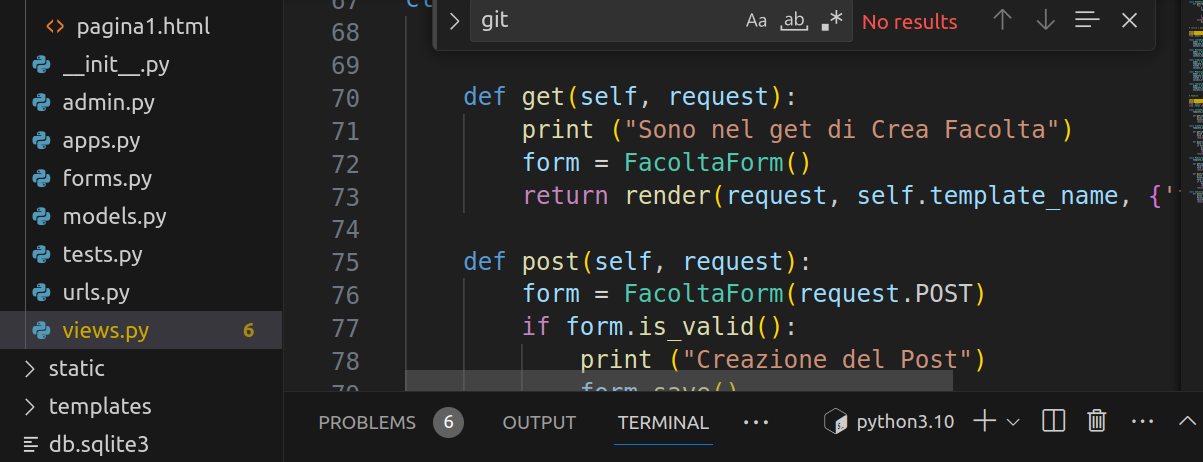 pagina1.html
__init__.py
admin.py
apps.py
forms.py
models.py
tests.py
urls.py
views.py 6
static
templates
db.sqlite3
git Aa ab .* No results
67
68
69
70 def get(self, request):
71 print ("Sono nel get di Crea Facolta")
72 form = FacoltaForm()
73 return render(request, self.template_name, {'
74
75 def post(self, request):
76 form = FacoltaForm(request.POST)
77 if form.is_valid():
78 print ("Creazione del Post")
79 form.save()
PROBLEMS 6 OUTPUT TERMINAL ··· python3.10 ···